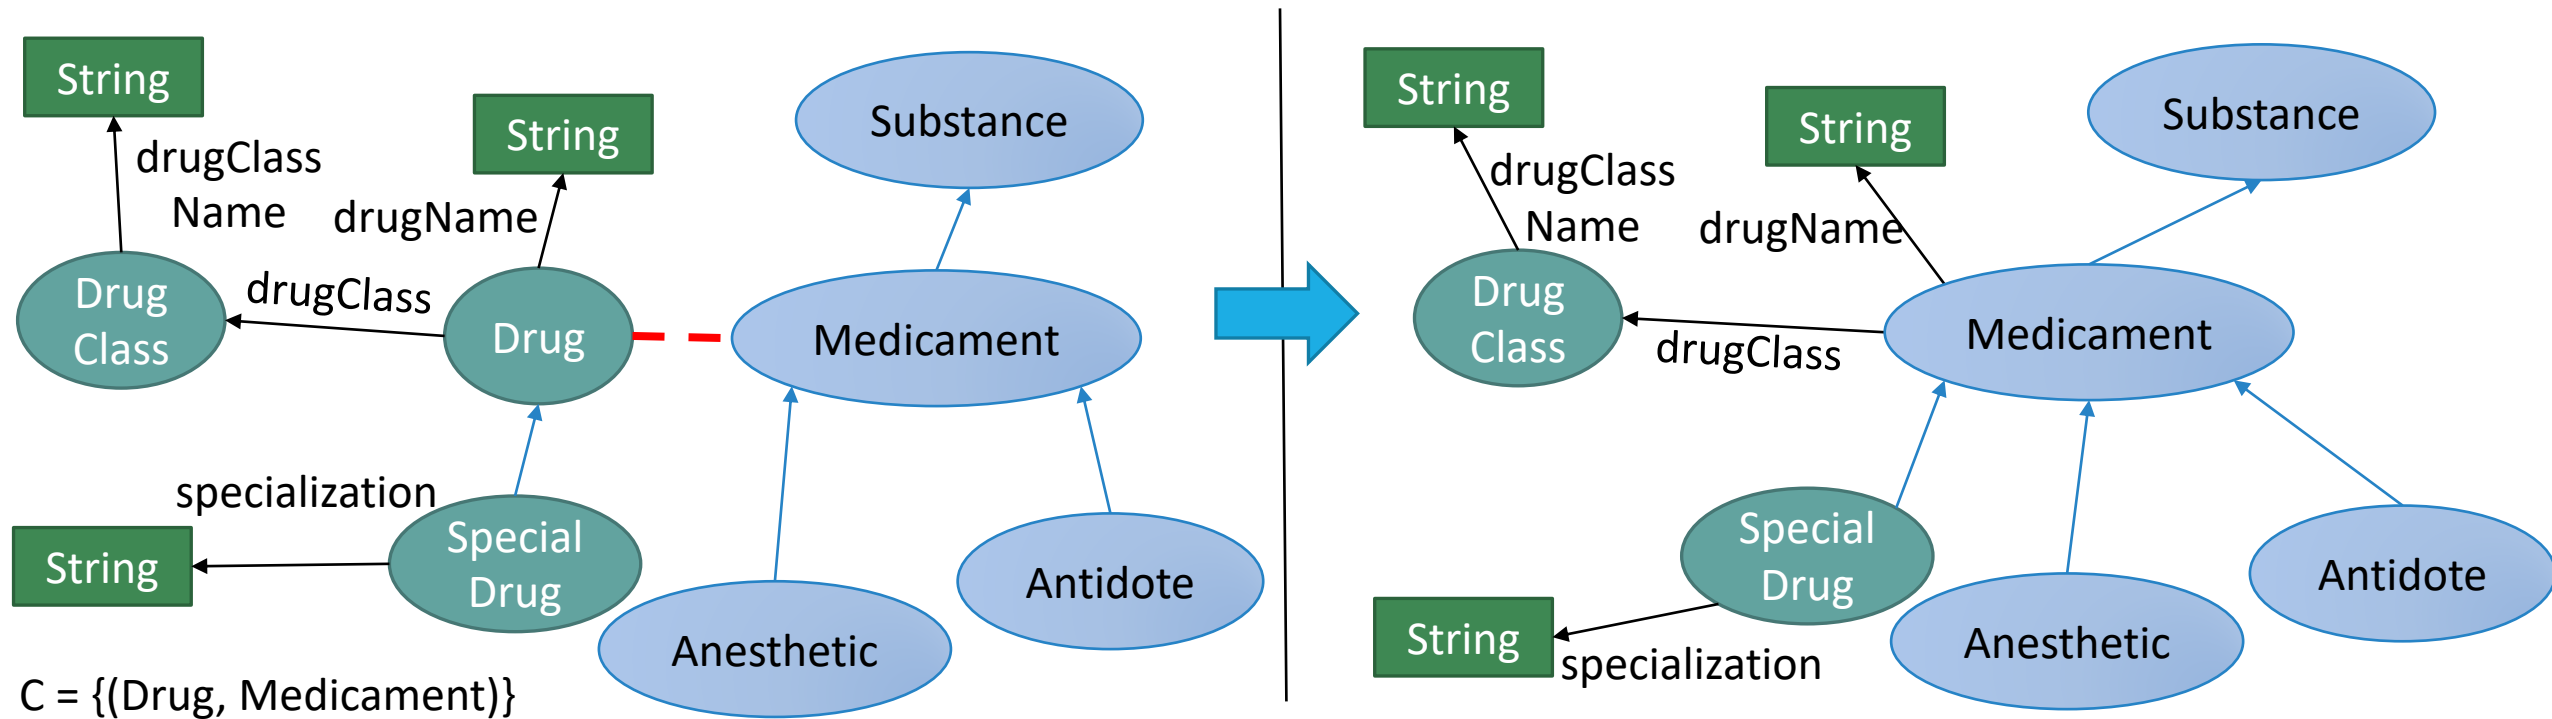 String
drugClass
Name
String
drugName
Substance
Drug
Class
drugClass
Drug
Medicament
specialization
String
Special
Drug
Anesthetic
Antidote
C = {(Drug, Medicament)}
String
drugClass
Name
String
drugName
Substance
Drug
Class
drugClass
Medicament
Special
Drug
String
specialization
Anesthetic
Antidote